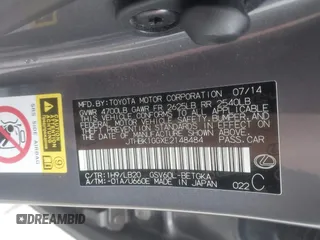 MFD. BY: TOYOTA MOTOR CORPORATION 07/14
GVWR 4700LB GAWR FR 2625LB RR 2540LB
THIS VEHICLE CONFORMS TO ALL APPLICABLE
FEDERAL MOTOR VEHICLE SAFETY, BUMPER, AND
THEFT PREVENTION STANDARDS IN EFFECT ON
THE DATE OF MANUFACTURE SHOWN ABOVE.
JTHBK1GGXE2148484 PASS. CAR
C/TR: 1H9/LB20 GSV60L-BETGKA
A/TM: -01A/U660E MADE IN JAPAN
022 C